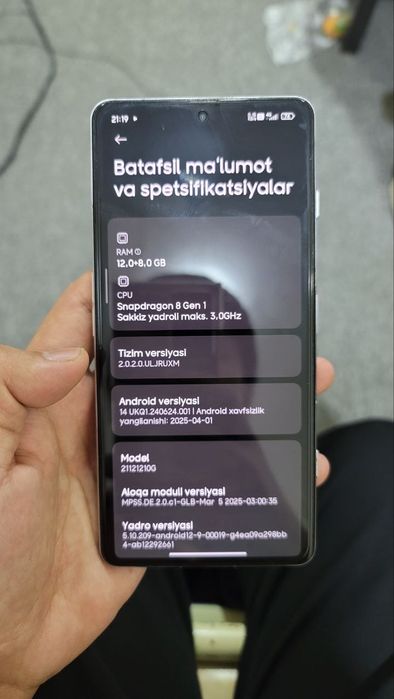 21:19
Batafsil ma'lumot
va spetsifikatsiyalar
RAM
12,0+8,0 GB
CPU
Snapdragon 8 Gen 1
Sakkiz yadroli maks. 3.0GHz
Tizim versiyasi
2.0.2.0.ULJRUXM
Android versiyasi
14 UKQ1.240624.001 | Android xavfsizlik
yangilanishi: 2025-04-01
Model
21121210G
Aloqa moduli versiyasi
MPSS.DE.2.0.c1-GLB-Mar 5 2025-03:00:35
Yadro versiyasi
5.10.209-android12-9-00019-g4ea09a298bb
4-ab12292661